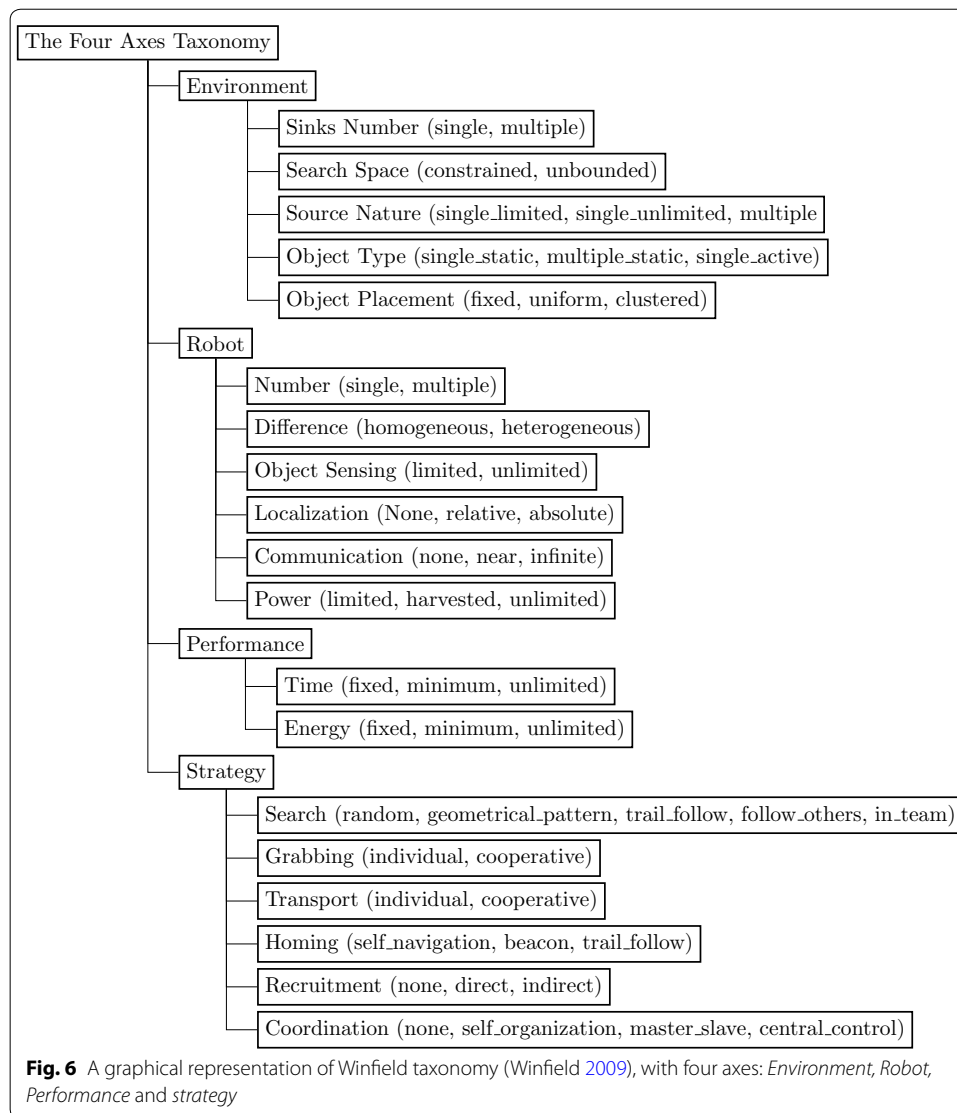 The Four Axes Taxonomy
Environment
Sinks Number (single, multiple)
Search Space (constrained, unbounded)
Source Nature (single_limited, single_unlimited, multiple
Object Type (single_static, multiple_static, single_active)
Object Placement (fixed, uniform, clustered)
Robot
Number (single, multiple)
Difference (homogeneous, heterogeneous)
Object Sensing (limited, unlimited)
Localization (None, relative, absolute)
Communication (none, near, infinite)
Power (limited, harvested, unlimited)
Performance
Time (fixed, minimum, unlimited)
Energy (fixed, minimum, unlimited)
Strategy
Search (random, geometrical_pattern, trail_follow, follow_others, in_team)
Grabbing (individual, cooperative)
Transport (individual, cooperative)
Homing (self_navigation, beacon, trail_follow)
Recruitment (none, direct, indirect)
Coordination (none, self_organization, master_slave, central_control)
Fig. 6 A graphical representation of Winfield taxonomy (Winfield 2009), with four axes: Environment, Robot,
Performance and strategy